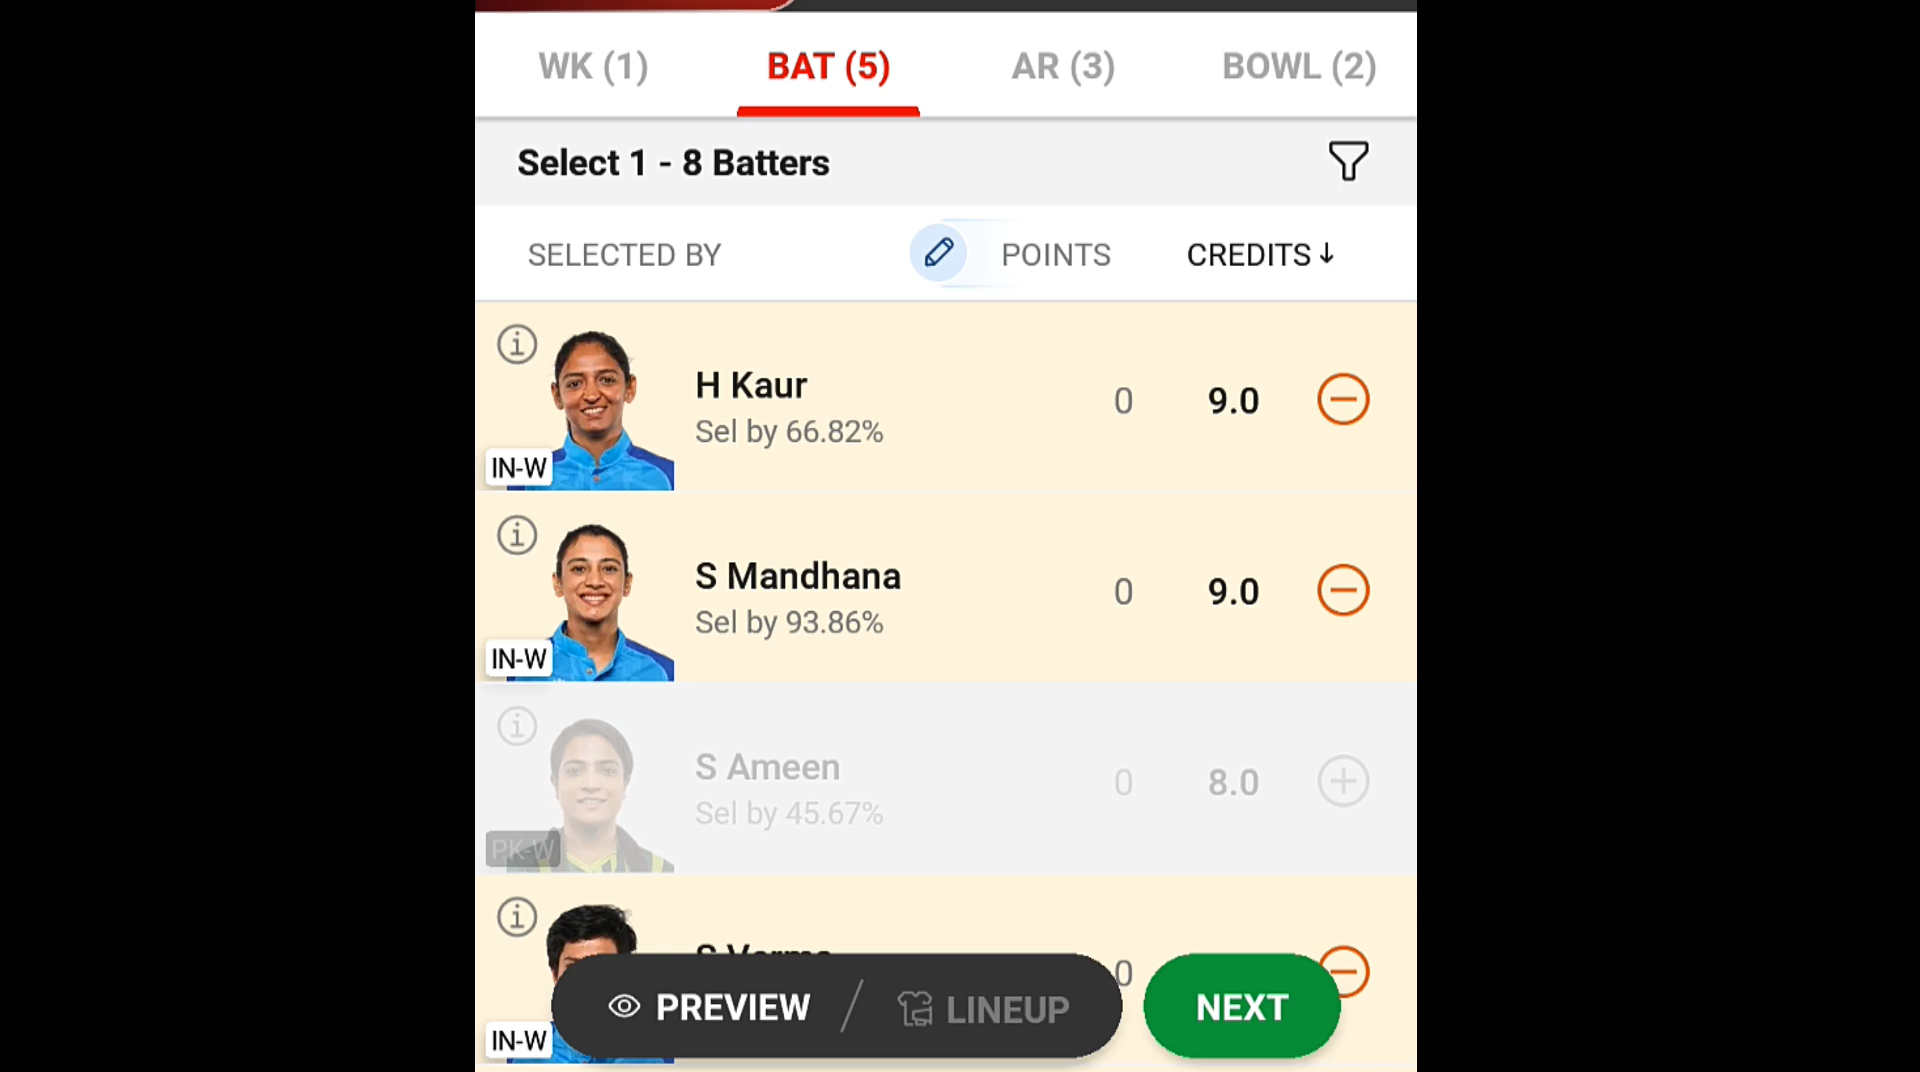 WK (1) BAT (5) AR (3) BOWL (2)
Select 1 - 8 Batters
SELECTED BY POINTS CREDITS↓
H Kaur
Sel by 66.82%
0 9.0
IN-W
S Mandhana
Sel by 93.86%
0 9.0
IN-W
S Ameen
Sel by 45.67%
0 8.0
PK-W
S Verma
0
IN-W
PREVIEW / LINEUP NEXT